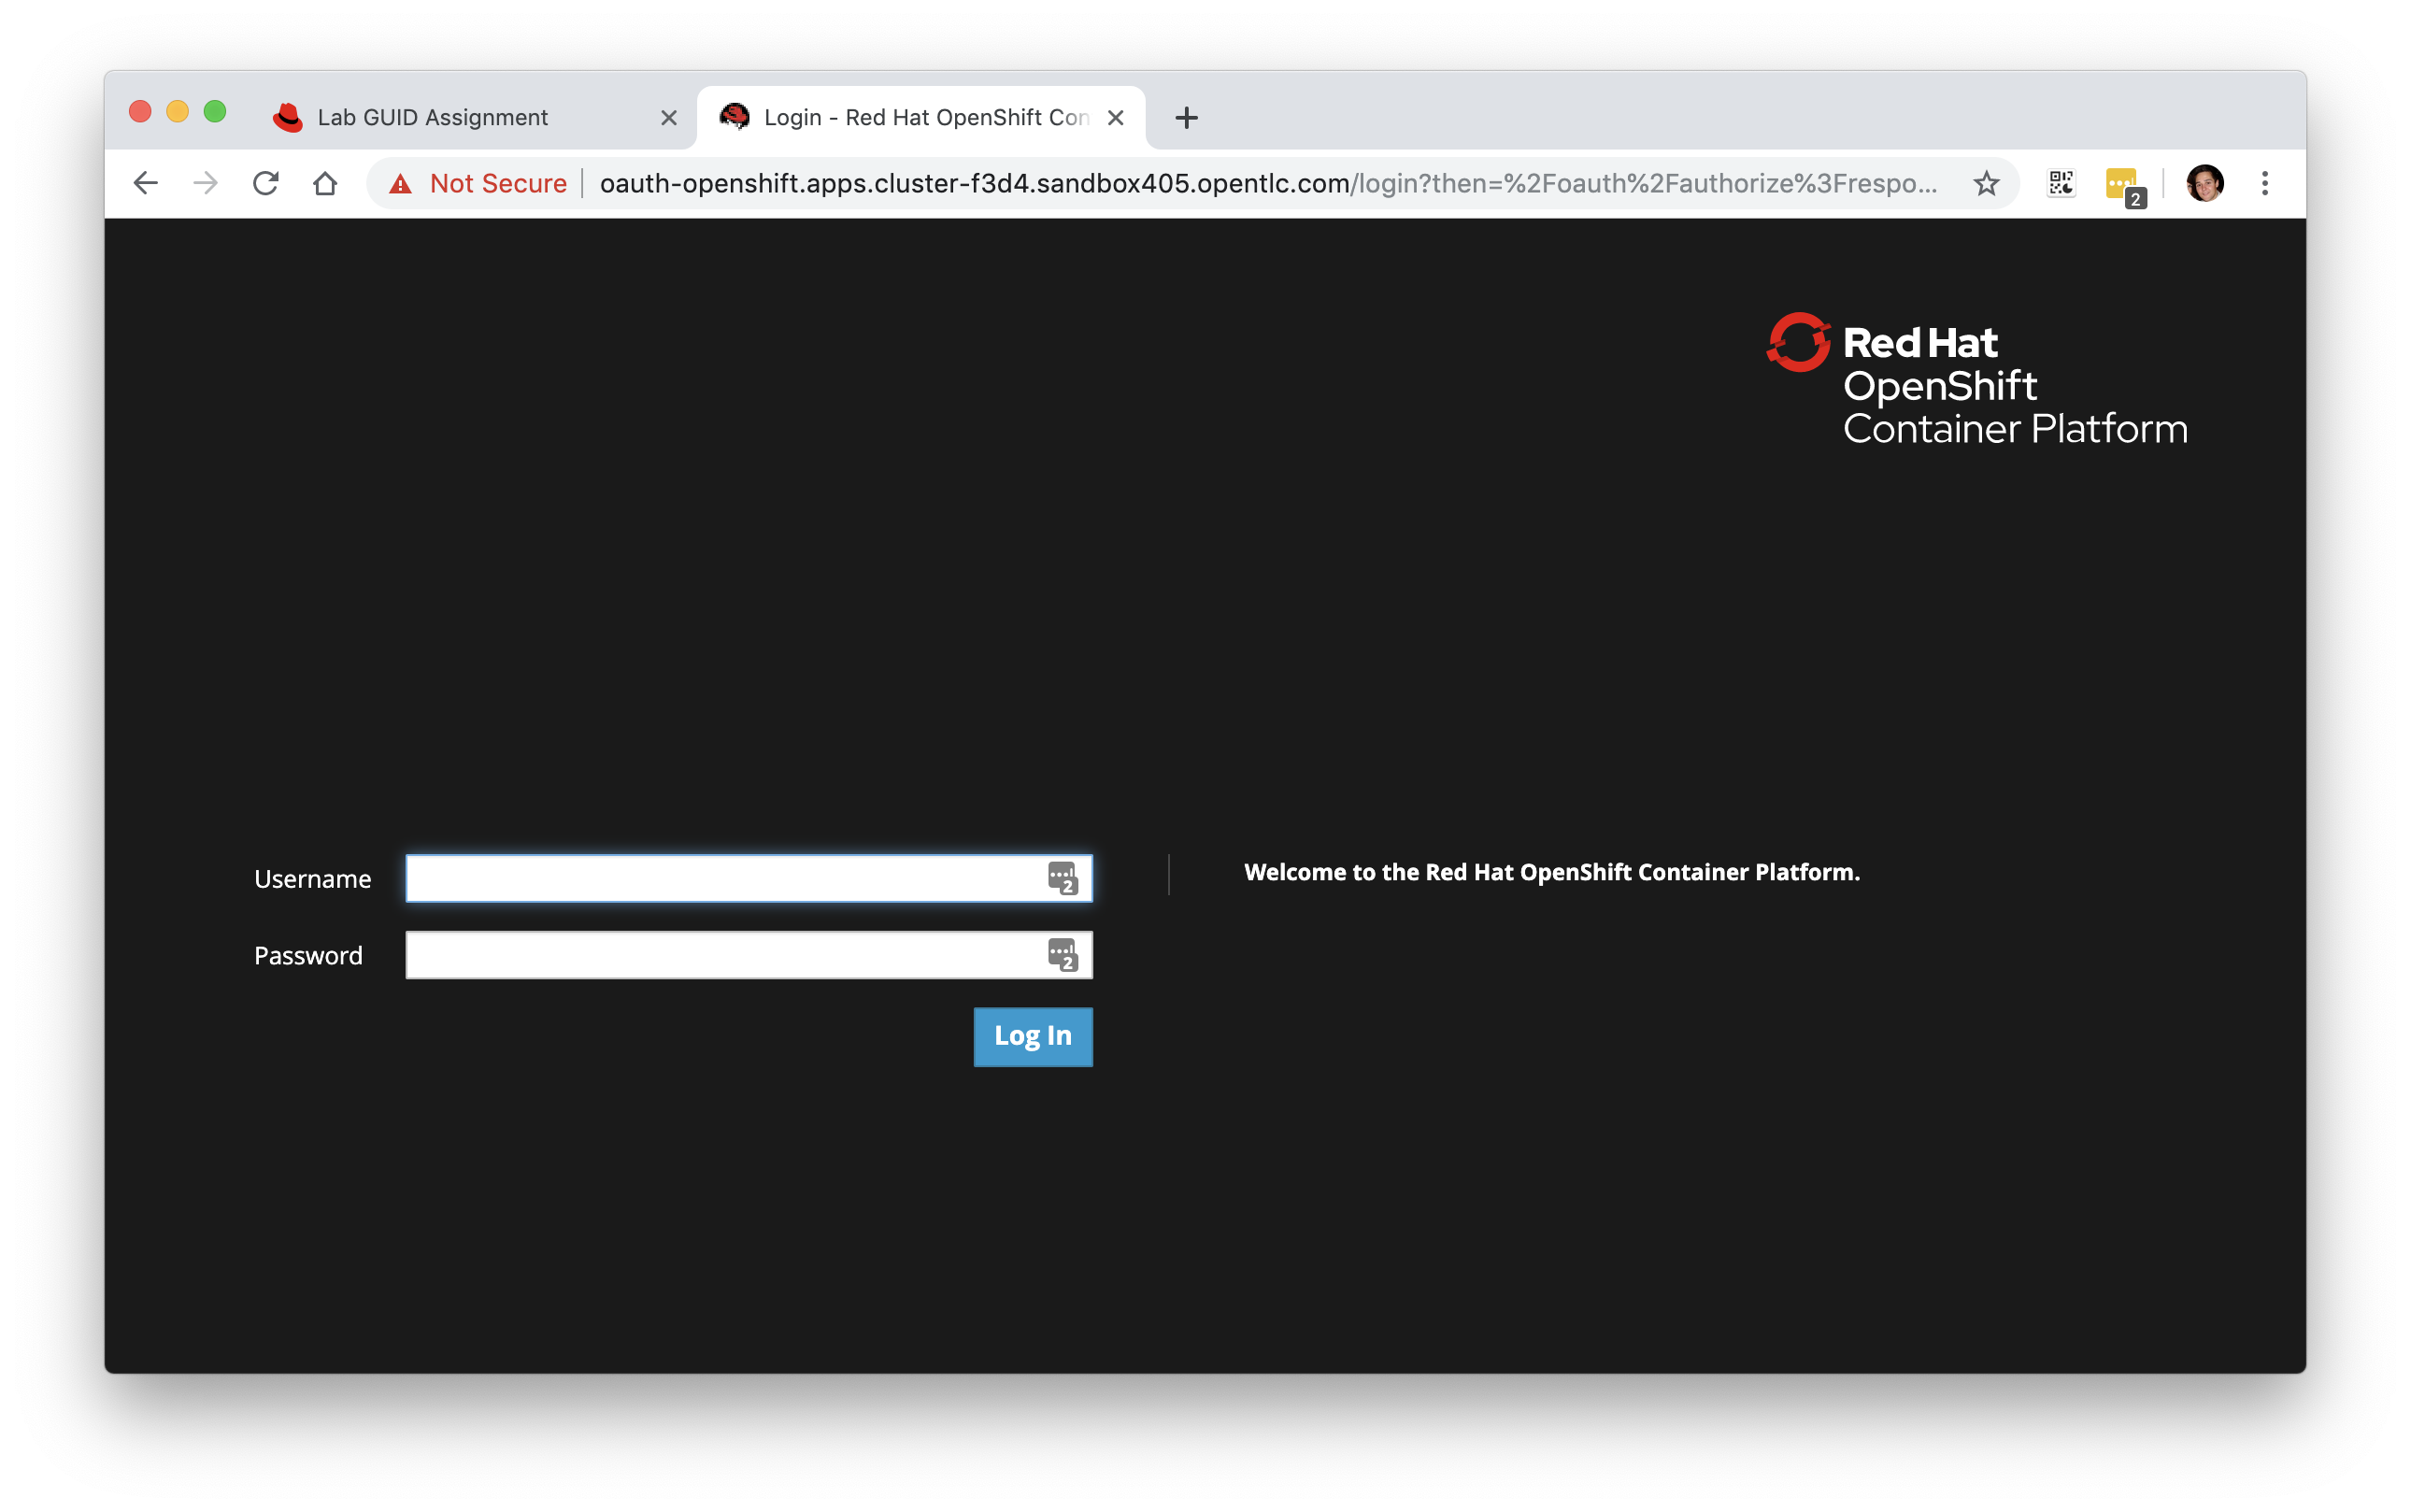 Lab GUID Assignment
Login - Red Hat OpenShift Con
Not Secure
oauth-openshift.apps.cluster-f3d4.sandbox405.opentlc.com/login?then=%2Foauth%2Fauthorize%3Frespo...
2
Red Hat
OpenShift
Container Platform
Username
2
Welcome to the Red Hat OpenShift Container Platform.
Password
2
Log In